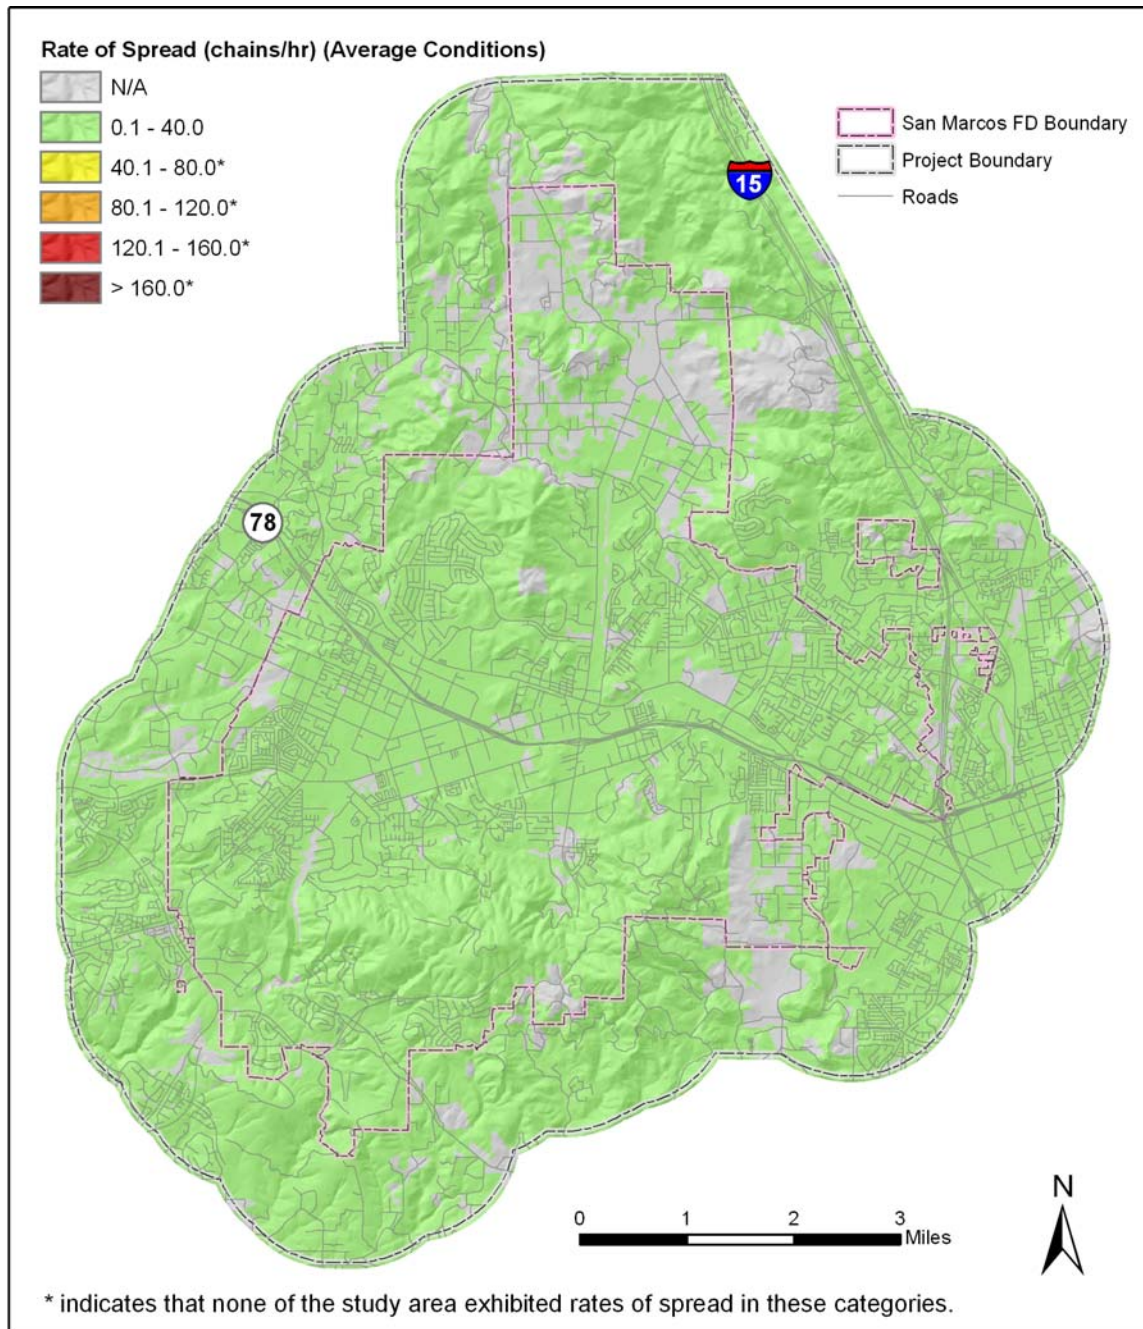 Rate of Spread (chains/hr) (Average Conditions)
N/A
0.1 - 40.0
40.1 - 80.0*
80.1 - 120.0*
120.1 - 160.0*
> 160.0*
San Marcos FD Boundary
Project Boundary
Roads
15
78
N
0 1 2 3
Miles
* indicates that none of the study area exhibited rates of spread in these categories.